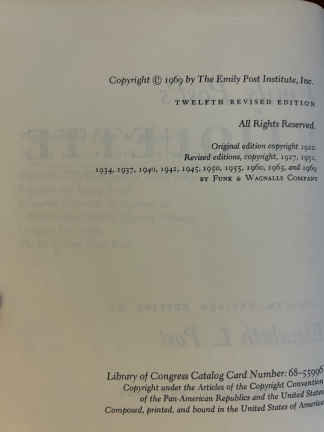 Copyright © 1969 by The Emily Post Institute, Inc.
TWELFTH REVISED EDITION
All Rights Reserved.
Original edition copyright 1922.
Revised editions, copyright, 1927, 1931,
1934, 1937, 1940, 1942, 1945, 1950, 1955, 1960, 1965, and 1969
BY FUNK & WAGNALLS COMPANY
Library of Congress Catalog Card Number: 68-55996
Copyright under the Articles of the Copyright Convention
of the Pan-American Republics and the United States
Composed, printed, and bound in the United States of America